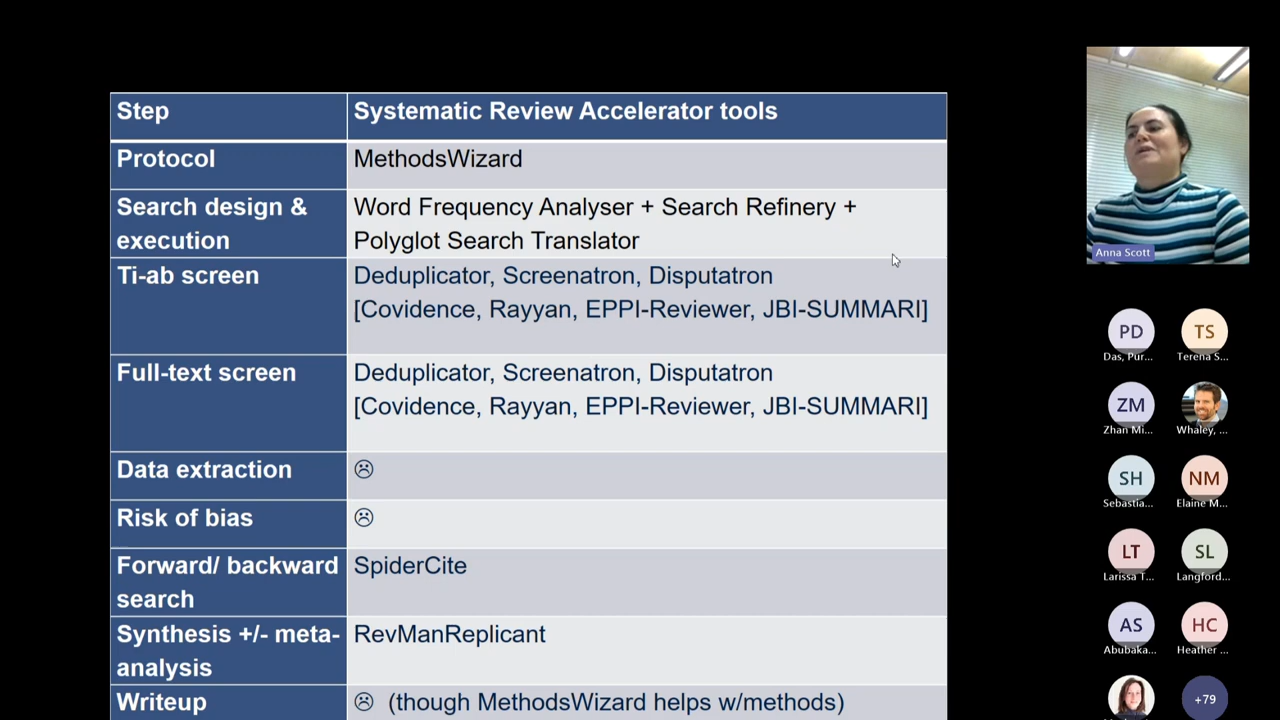 Step
Systematic Review Accelerator tools
Protocol
MethodsWizard
Search design &
execution
Word Frequency Analyser + Search Refinery +
Polyglot Search Translator
Ti-ab screen
Deduplicator, Screenatron, Disputatron
[Covidence, Rayyan, EPPI-Reviewer, JBI-SUMMARI]
Full-text screen
Deduplicator, Screenatron, Disputatron
[Covidence, Rayyan, EPPI-Reviewer, JBI-SUMMARI]
Data extraction
☹
Risk of bias
☹
Forward/ backward
search
SpiderCite
Synthesis +/- meta-
analysis
RevManReplicant
Writeup
☹ (though MethodsWizard helps w/methods)
Anna Scott
PD
Das, Pur...
TS
Terena S...
ZM
Zhan Mi...
Whaley, ...
SH
Sebastia...
NM
Elaine M...
LT
Larissa T...
SL
Langford...
AS
Abubaka...
HC
Heather ...
+79